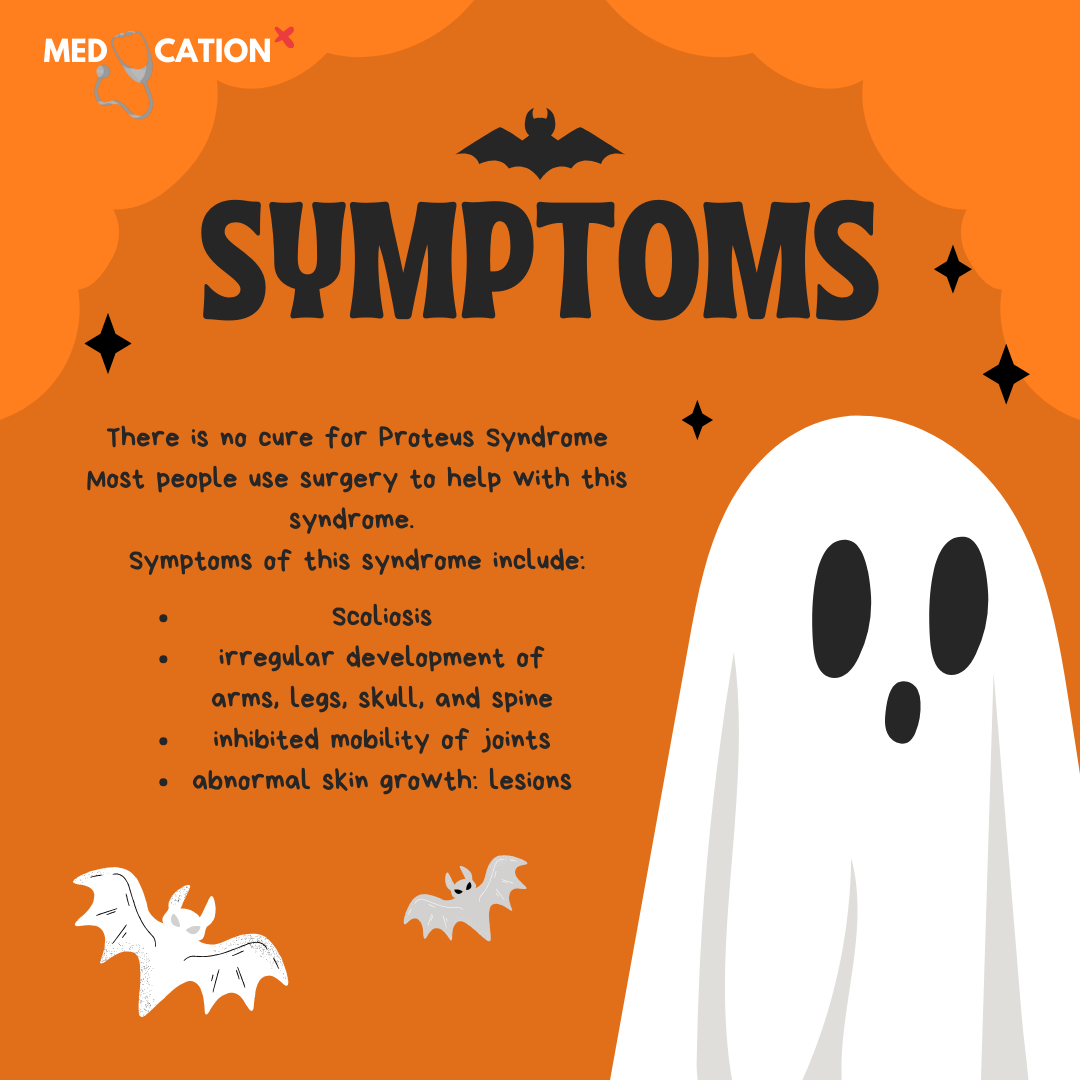 MED CATION
SYMPTOMS
There is no cure for Proteus Syndrome
Most people use surgery to help with this
syndrome.
Symptoms of this syndrome include:
• Scoliosis
• irregular development of
arms, legs, skull, and spine
• inhibited mobility of joints
• abnormal skin growth: lesions